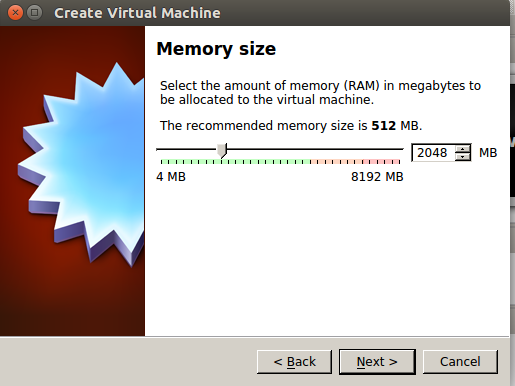 Create Virtual Machine
Memory size
Select the amount of memory (RAM) in megabytes to
be allocated to the virtual machine.
The recommended memory size is 512 MB.
2048 MB
4 MB 8192 MB
< Back Next > Cancel